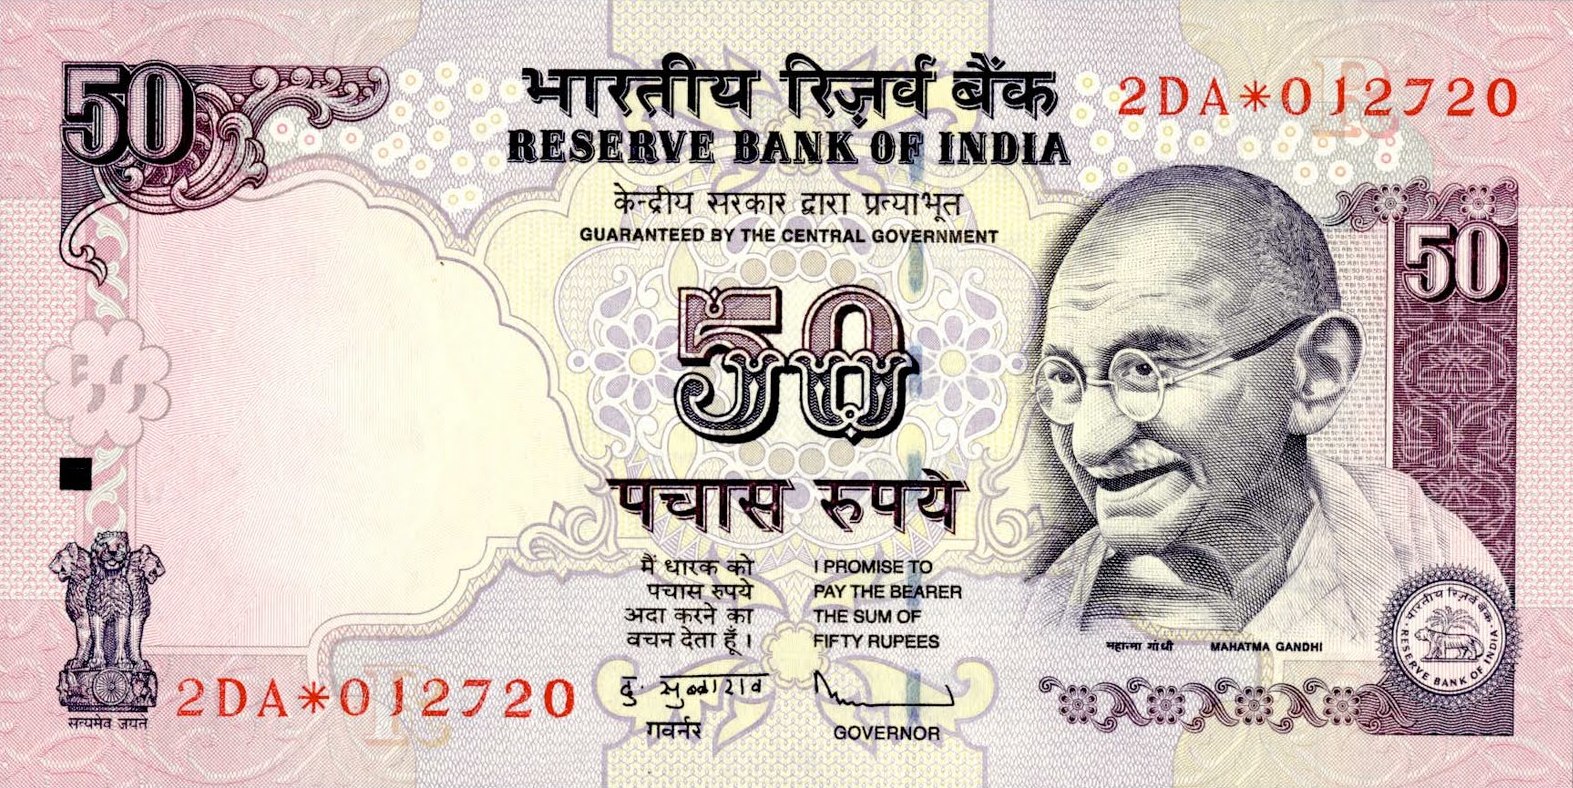 50
भारतीय रिज़र्व बैंक
RESERVE BANK OF INDIA
2DA*012720
केन्द्रीय सरकार द्वारा प्रत्याभूत
GUARANTEED BY THE CENTRAL GOVERNMENT
50
50
पचास रुपये
मैं धारक को
पचास रुपये
अदा करने का
वचन देता हूँ।
I PROMISE TO
PAY THE BEARER
THE SUM OF
FIFTY RUPEES
महात्मा गांधी MAHATMA GANDHI
भारतीय रिज़र्व बैंक
RESERVE BANK OF INDIA
सत्यमेव जयते
2DA*012720
दु. सुब्बाराव
गवर्नर GOVERNOR